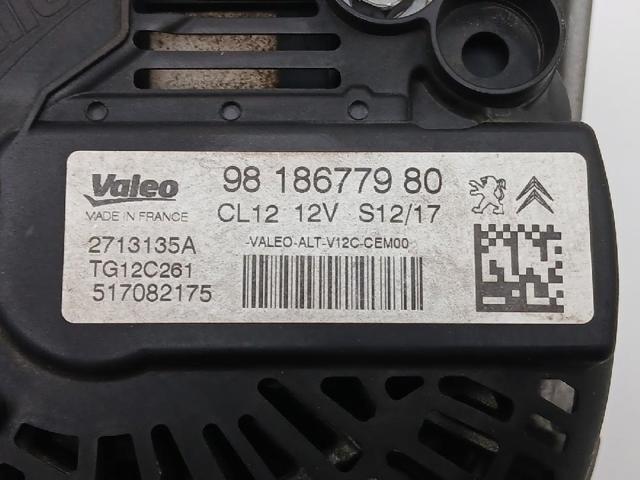 Valeo
MADE IN FRANCE
2713135A
TG12C261
517082175
98 186779 80
CL12 12V S12/17
-VALEO-ALT-V12C-CEM00